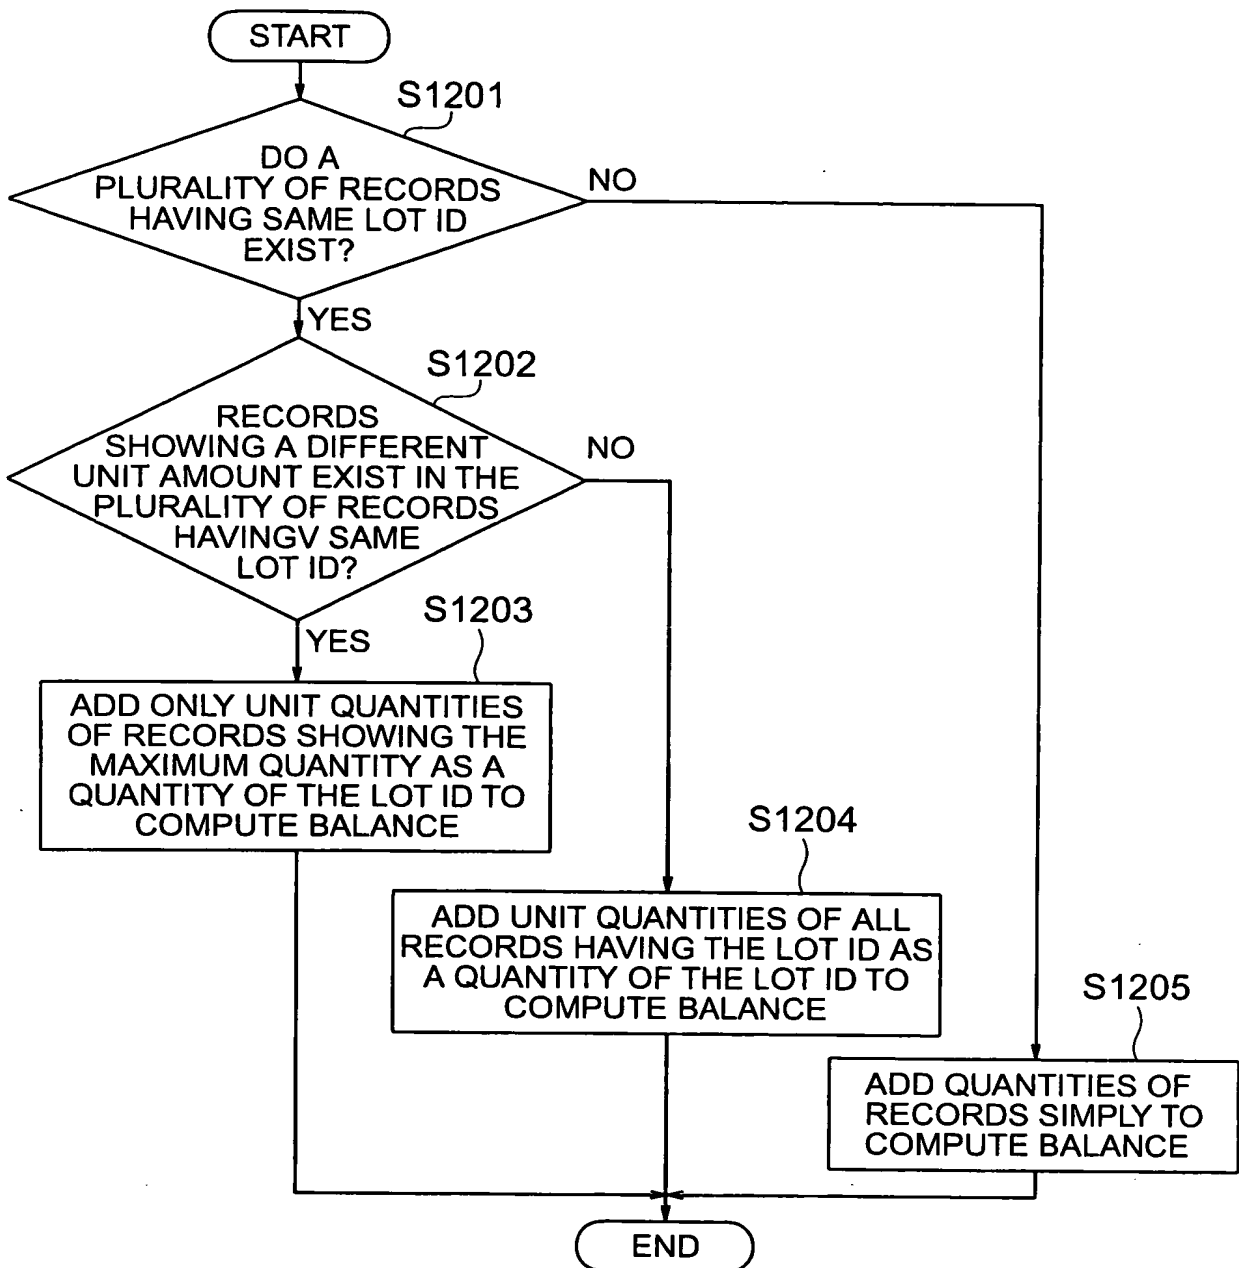 START
S1201
DO A
PLURALITY OF RECORDS
HAVING SAME LOT ID
EXIST?
NO
YES
S1202
RECORDS
SHOWING A DIFFERENT
UNIT AMOUNT EXIST IN THE
PLURALITY OF RECORDS
HAVINGV SAME
LOT ID?
NO
YES
S1203
ADD ONLY UNIT QUANTITIES
OF RECORDS SHOWING THE
MAXIMUM QUANTITY AS A
QUANTITY OF THE LOT ID TO
COMPUTE BALANCE
S1204
ADD UNIT QUANTITIES OF ALL
RECORDS HAVING THE LOT ID AS
A QUANTITY OF THE LOT ID TO
COMPUTE BALANCE
S1205
ADD QUANTITIES OF
RECORDS SIMPLY TO
COMPUTE BALANCE
END